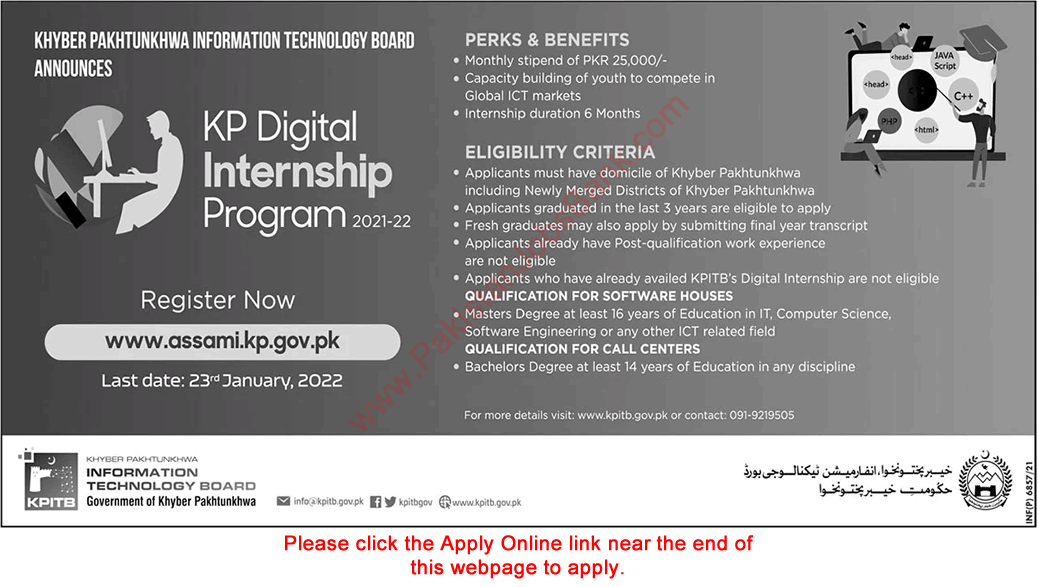 KHYBER PAKHTUNKHWA INFORMATION TECHNOLOGY BOARD
ANNOUNCES
KP Digital
Internship
Program 2021-22
Register Now
www.assami.kp.gov.pk
Last date: 23rd January, 2022
PERKS & BENEFITS
• Monthly stipend of PKR 25,000/-
• Capacity building of youth to compete in
Global ICT markets
• Internship duration 6 Months
ELIGIBILITY CRITERIA
• Applicants must have domicile of Khyber Pakhtunkhwa
including Newly Merged Districts of Khyber Pakhtunkhwa
• Applicants graduated in the last 3 years are eligible to apply
• Fresh graduates may also apply by submitting final year transcript
• Applicants already have Post-qualification work experience
are not eligible
• Applicants who have already availed KPITB's Digital Internship are not eligible
QUALIFICATION FOR SOFTWARE HOUSES
• Masters Degree at least 16 years of Education in IT, Computer Science,
Software Engineering or any other ICT related field
QUALIFICATION FOR CALL CENTERS
• Bachelors Degree at least 14 years of Education in any discipline
For more details visit: www.kpitb.gov.pk or contact: 091-9219505
<head>
JAVA
Script
<head>
C++
PHP
<html>
www.PakistanJobsBank.com
KPITB
KHYBER PAKHTUNKHWA
INFORMATION
TECHNOLOGY BOARD
Government of Khyber Pakhtunkhwa
info@kpitb.gov.pk
kpitbgov
www.kpitb.gov.pk
خیبر پختونخوا، انفارمیشن ٹیکنالوجی بورڈ
حکومتِ خیبر پختونخوا
INF(P) 6857/21
Please click the Apply Online link near the end of
this webpage to apply.